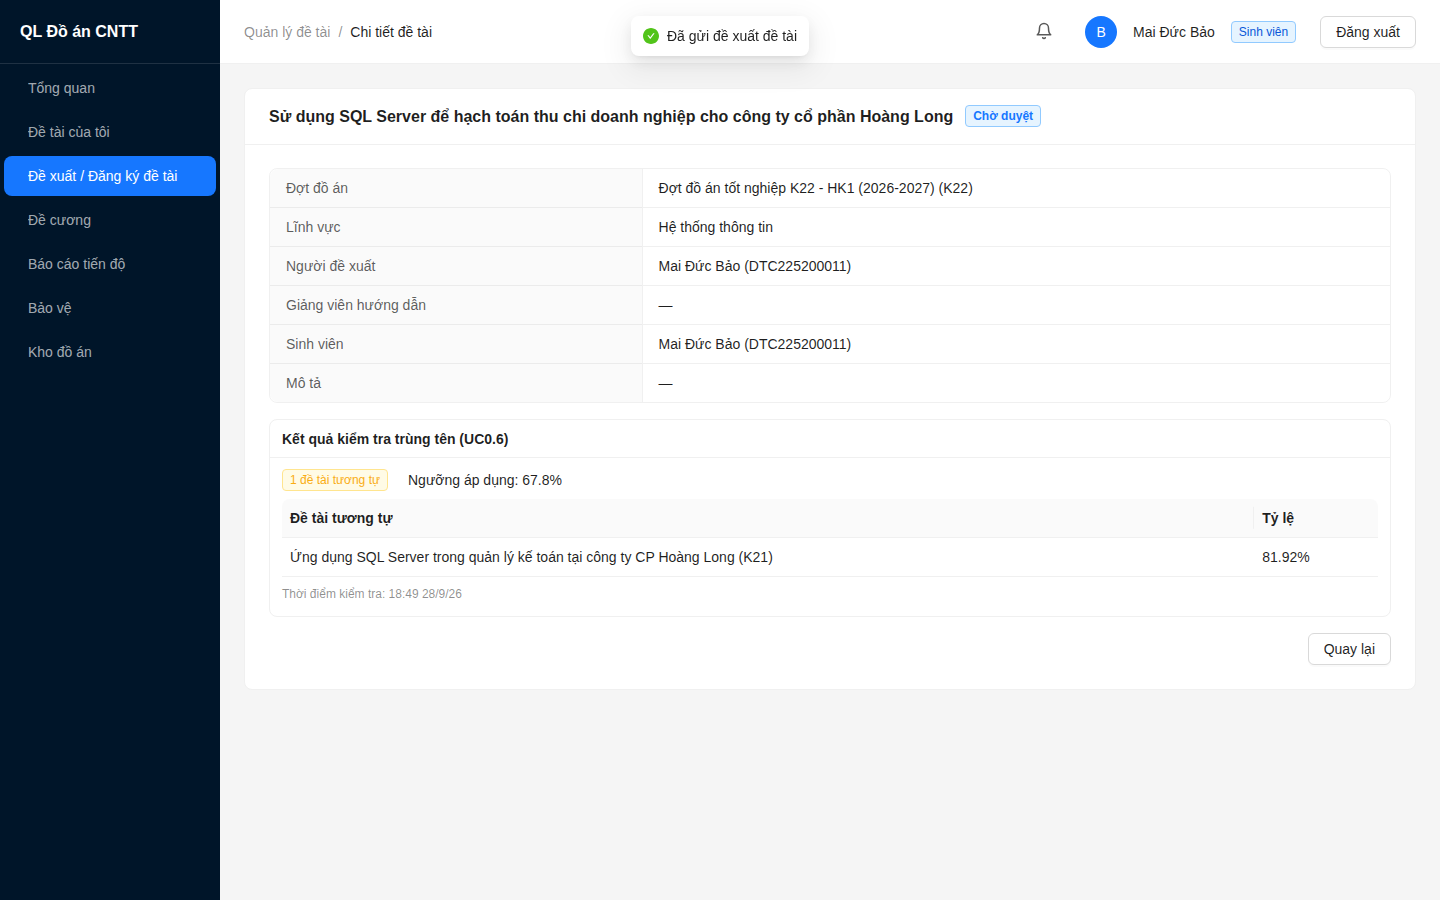 QL Đồ án CNTT
Quản lý đề tài / Chi tiết đề tài
Đã gửi đề xuất đề tài
B
Mai Đức Bảo
Sinh viên
Đăng xuất
Tổng quan
Đề tài của tôi
Đề xuất / Đăng ký đề tài
Đề cương
Báo cáo tiến độ
Bảo vệ
Kho đồ án
Sử dụng SQL Server để hạch toán thu chi doanh nghiệp cho công ty cổ phần Hoàng Long
Chờ duyệt
Đợt đồ án
Đợt đồ án tốt nghiệp K22 - HK1 (2026-2027) (K22)
Lĩnh vực
Hệ thống thông tin
Người đề xuất
Mai Đức Bảo (DTC225200011)
Giảng viên hướng dẫn
—
Sinh viên
Mai Đức Bảo (DTC225200011)
Mô tả
—
Kết quả kiểm tra trùng tên (UC0.6)
1 đề tài tương tự
Ngưỡng áp dụng: 67.8%
Đề tài tương tự
Tỷ lệ
Ứng dụng SQL Server trong quản lý kế toán tại công ty CP Hoàng Long (K21)
81.92%
Thời điểm kiểm tra: 18:49 28/9/26
Quay lại